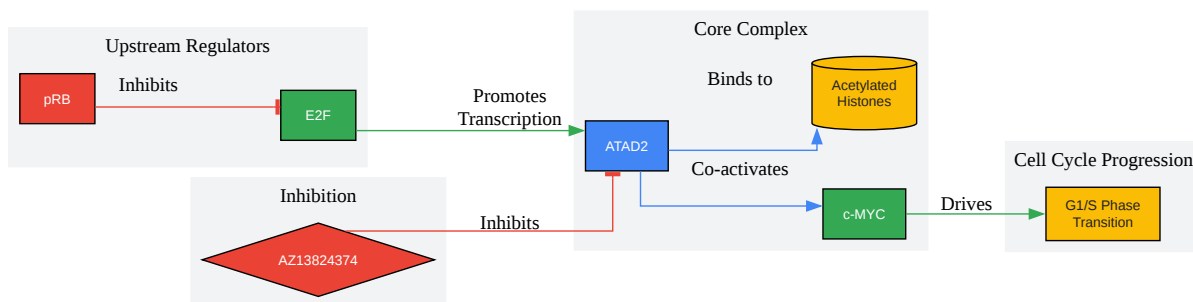 Upstream Regulators
pRB
Inhibits
E2F
Promotes
Transcription
Inhibition
AZ13824374
Inhibits
Core Complex
Binds to
Acetylated
Histones
ATAD2
Co-activates
c-MYC
Drives
Cell Cycle Progression
G1/S Phase
Transition